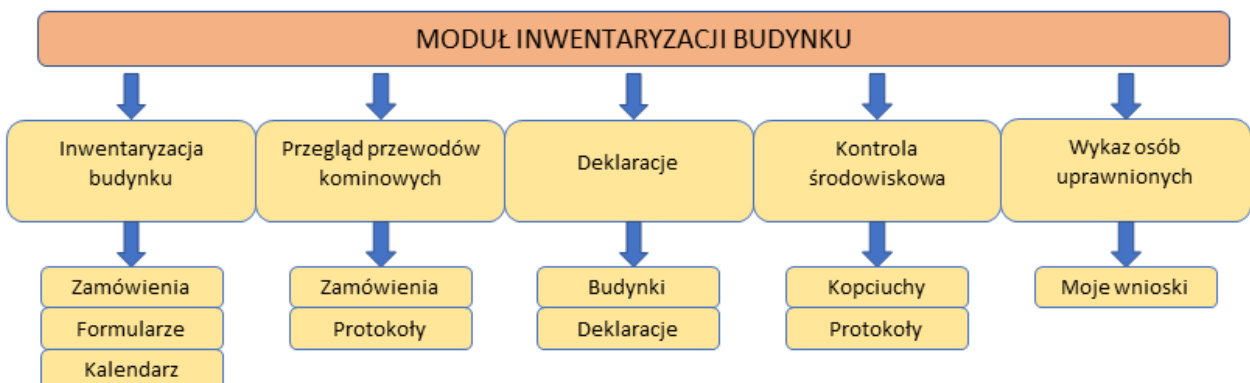 MODUŁ INWENTARYZACJI BUDYNKU
Inwentaryzacja
budynku
Przegląd przewodów
kominowych
Deklaracje
Kontrola
środowiskowa
Wykaz osób
uprawnionych
Zamówienia
Formularze
Kalendarz
Zamówienia
Protokoły
Budynki
Deklaracje
Kopciuchy
Protokoły
Moje wnioski